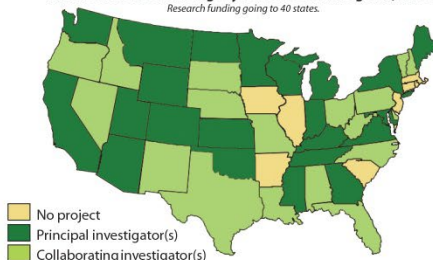 Research funding going to 40 states.
No project
Principal investigator(s)
Collaborating investigator(s)